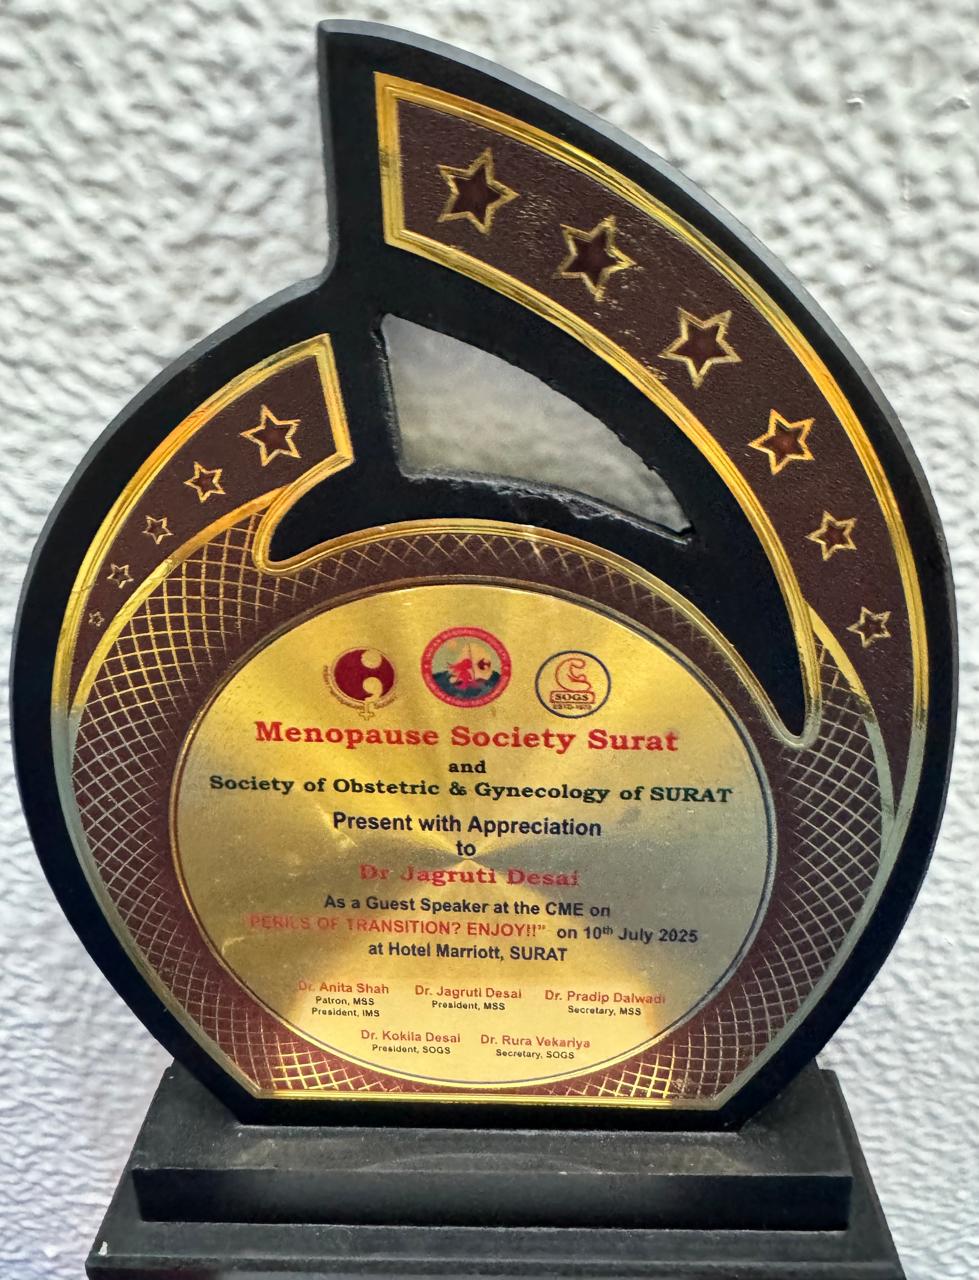 SOGS
ESTD-1973
Menopause Society Surat
and
Society of Obstetric & Gynecology of SURAT
Present with Appreciation
to
Dr Jagruti Desai
As a Guest Speaker at the CME on
"PERILS OF TRANSITION? ENJOY!!" on 10th July 2025
at Hotel Marriott, SURAT
Dr. Anita Shah
Patron, MSS
President, IMS
Dr. Jagruti Desai
President, MSS
Dr. Pradip Dalwadi
Secretary, MSS
Dr. Kokila Desai
President, SOGS
Dr. Rura Vekariya
Secretary, SOGS